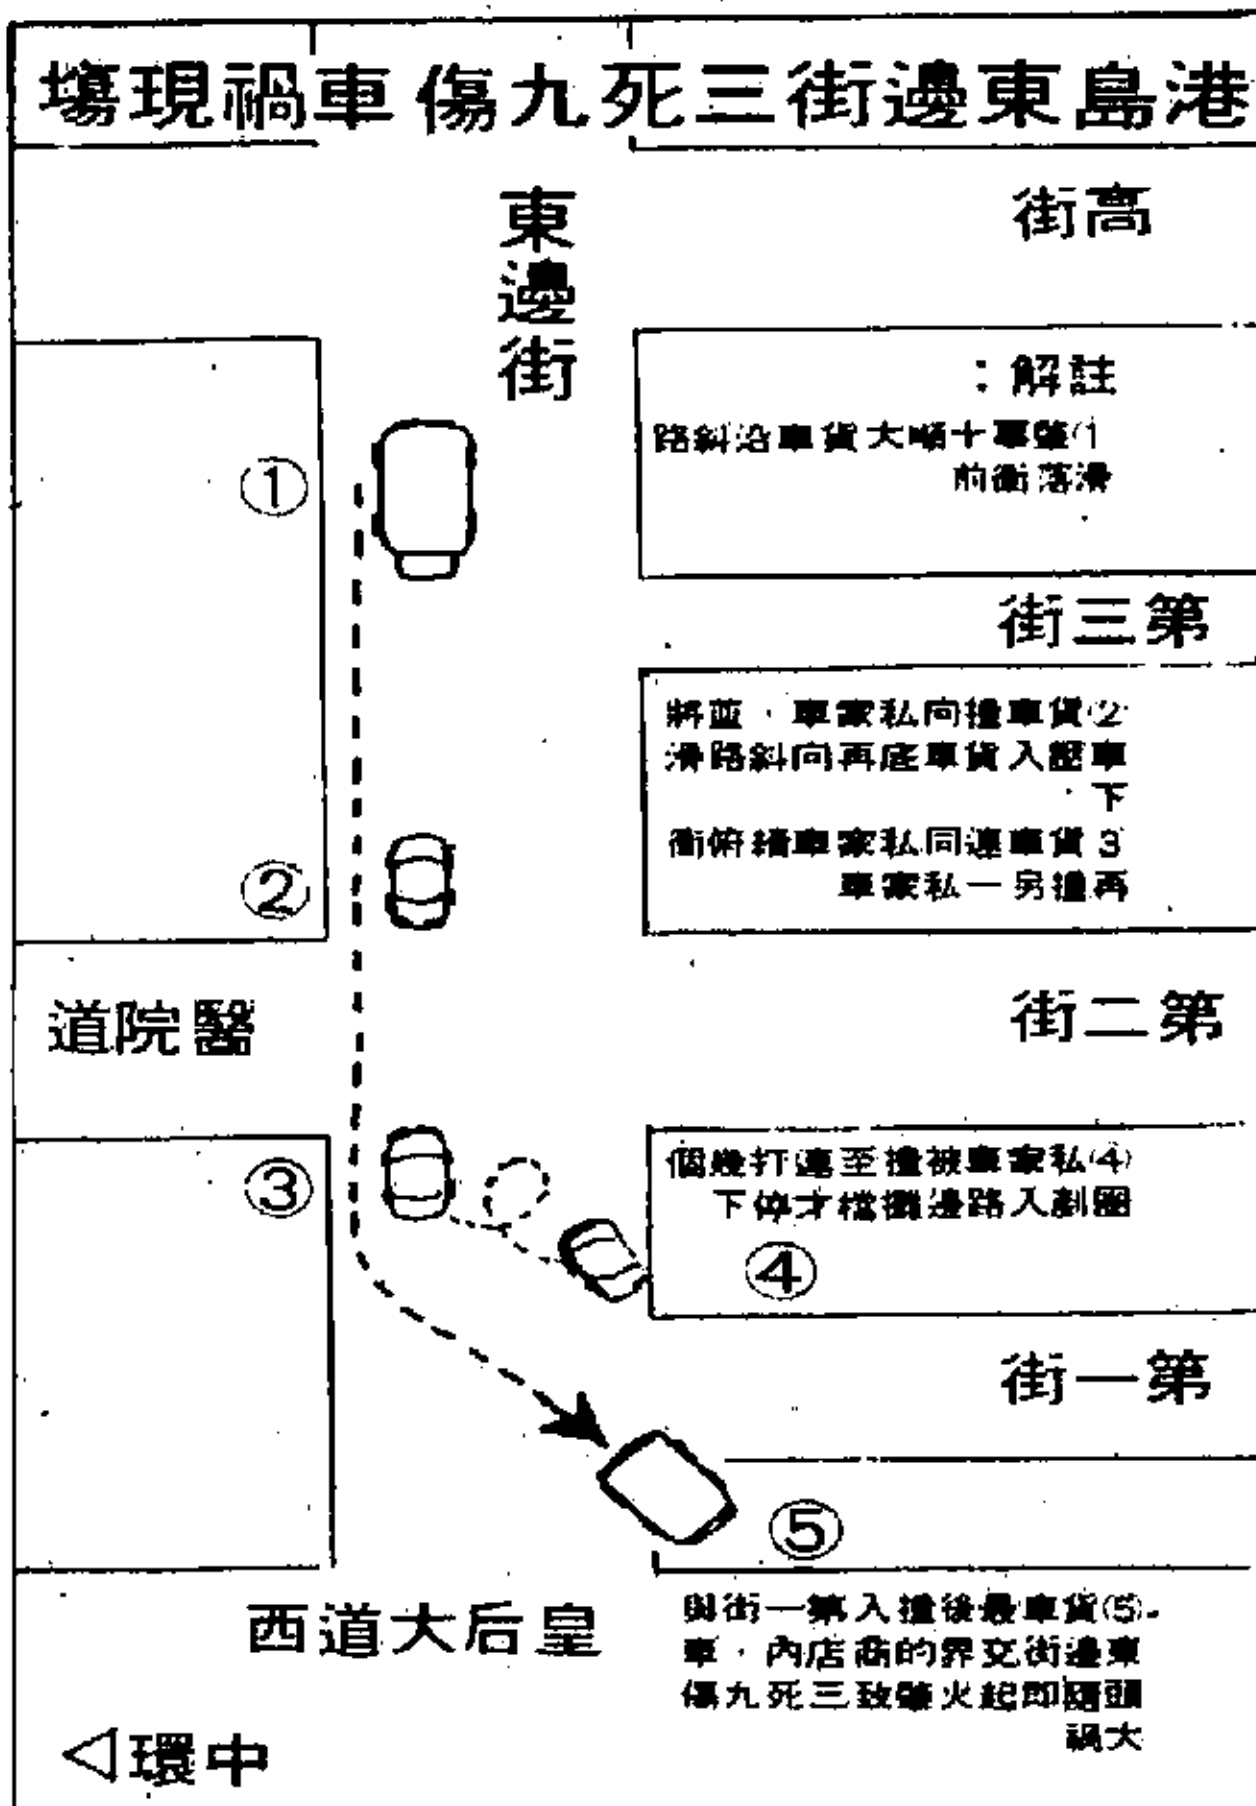 港島東邊街三死九傷車禍現場
東邊街
高街
註解：
①
(1肇事十噸大貨車沿斜路
滑落衝前
第三街
②貨車撞向私家車，並將
車壓入貨車底再向斜路滑
下
3貨車連同私家車續俯衝
再撞另一私家車
②
醫院道
第二街
③
(4)私家車被撞至連打幾個
圈剷入路邊攤檔才停下
④
第一街
⑤
皇后大道西
(5)貨車最後撞入第一街與
東邊街交界的商店內，車
頭隨即起火肇致三死九傷
大禍
中環